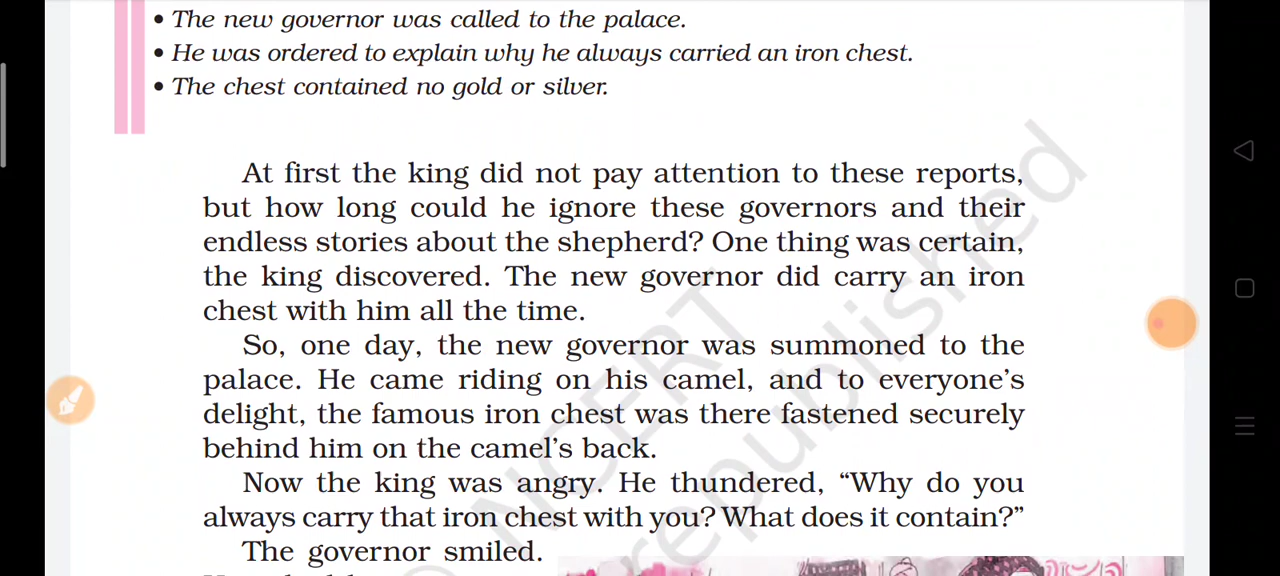 • The new governor was called to the palace.
• He was ordered to explain why he always carried an iron chest.
• The chest contained no gold or silver.
At first the king did not pay attention to these reports,
but how long could he ignore these governors and their
endless stories about the shepherd? One thing was certain,
the king discovered. The new governor did carry an iron
chest with him all the time.
So, one day, the new governor was summoned to the
palace. He came riding on his camel, and to everyone's
delight, the famous iron chest was there fastened securely
behind him on the camel's back.
Now the king was angry. He thundered, “Why do you
always carry that iron chest with you? What does it contain?”
The governor smiled.
© NCERT
republished